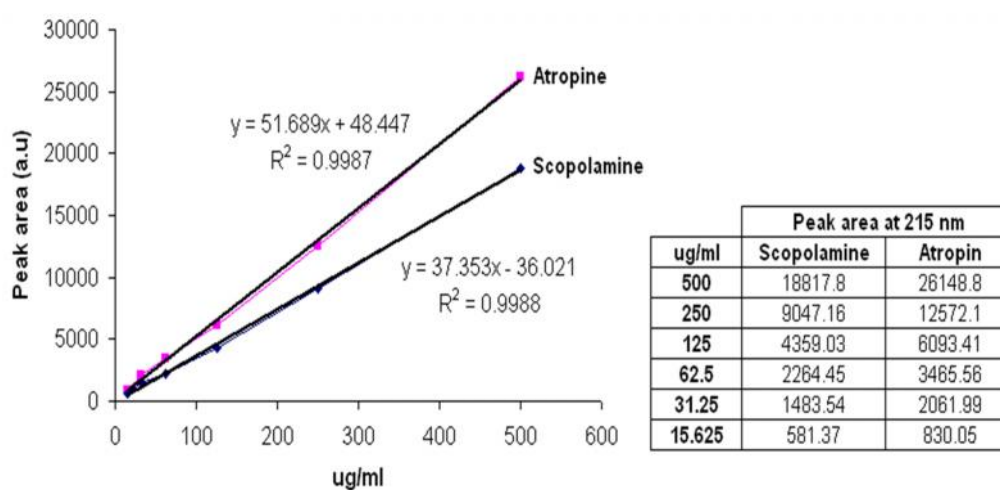 30000
25000
20000
15000
10000
5000
0
Peak area (a.u)
Atropine
y = 51.689x + 48.447
R² = 0.9987
Scopolamine
y = 37.353x - 36.021
R² = 0.9988
0 100 200 300 400 500 600
ug/ml
Peak area at 215 nm
ug/ml Scopolamine Atropin
500 18817.8 26148.8
250 9047.16 12572.1
125 4359.03 6093.41
62.5 2264.45 3465.56
31.25 1483.54 2061.99
15.625 581.37 830.05